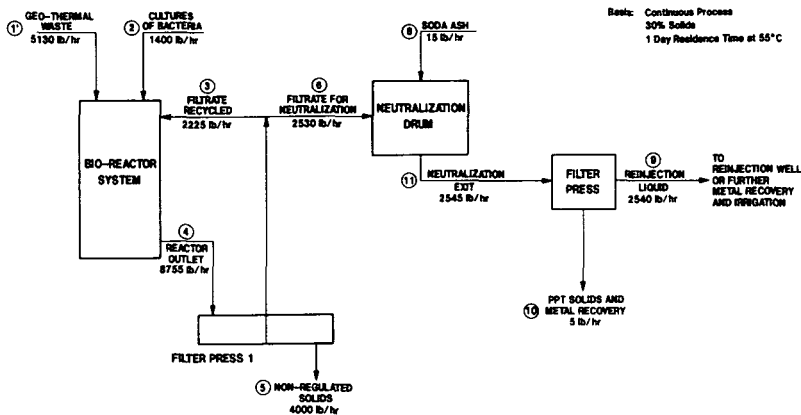 Basis: Continuous Process
30% Solids
1 Day Residence Time at 55°C
1' GEO-THERMAL
WASTE
5130 lb/hr
2 CULTURES
OF BACTERIA
1400 lb/hr
8 SODA ASH
15 lb/hr
3
FILTRATE
RECYCLED
2225 lb/hr
6
FILTRATE FOR
NEUTRALIZATION
2530 lb/hr
NEUTRALIZATION
DRUM
BIO-REACTOR
SYSTEM
11 NEUTRALIZATION
EXIT
2545 lb/hr
FILTER
PRESS
9
REINJECTION
LIQUID
2540 lb/hr
TO
REINJECTION WELL
OR FURTHER
METAL RECOVERY
AND IRRIGATION
4
REACTOR
OUTLET
8755 lb/hr
10 PPT SOLIDS AND
METAL RECOVERY
5 lb/hr
FILTER PRESS 1
5 NON-REGULATED
SOLIDS
4000 lb/hr